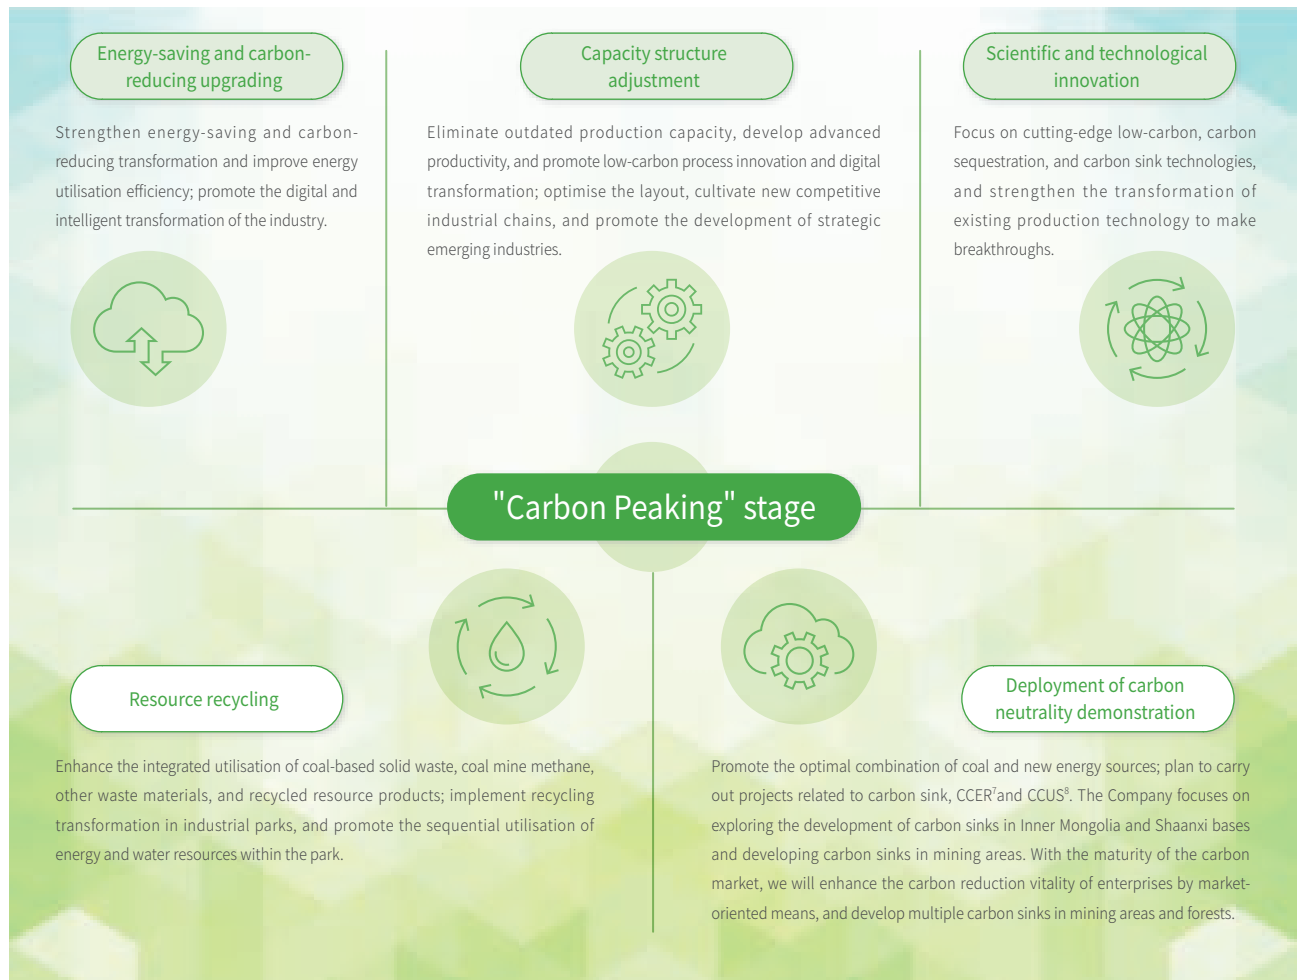 Energy-saving and carbon-
reducing upgrading
Strengthen energy-saving and carbon-
reducing transformation and improve energy
utilisation efficiency; promote the digital and
intelligent transformation of the industry.
Capacity structure
adjustment
Eliminate outdated production capacity, develop advanced
productivity, and promote low-carbon process innovation and digital
transformation; optimise the layout, cultivate new competitive
industrial chains, and promote the development of strategic
emerging industries.
Scientific and technological
innovation
Focus on cutting-edge low-carbon, carbon
sequestration, and carbon sink technologies,
and strengthen the transformation of
existing production technology to make
breakthroughs.
"Carbon Peaking" stage
Resource recycling
Enhance the integrated utilisation of coal-based solid waste, coal mine methane,
other waste materials, and recycled resource products; implement recycling
transformation in industrial parks, and promote the sequential utilisation of
energy and water resources within the park.
Deployment of carbon
neutrality demonstration
Promote the optimal combination of coal and new energy sources; plan to carry
out projects related to carbon sink, CCER⁷and CCUS⁸. The Company focuses on
exploring the development of carbon sinks in Inner Mongolia and Shaanxi bases
and developing carbon sinks in mining areas. With the maturity of the carbon
market, we will enhance the carbon reduction vitality of enterprises by market-
oriented means, and develop multiple carbon sinks in mining areas and forests.